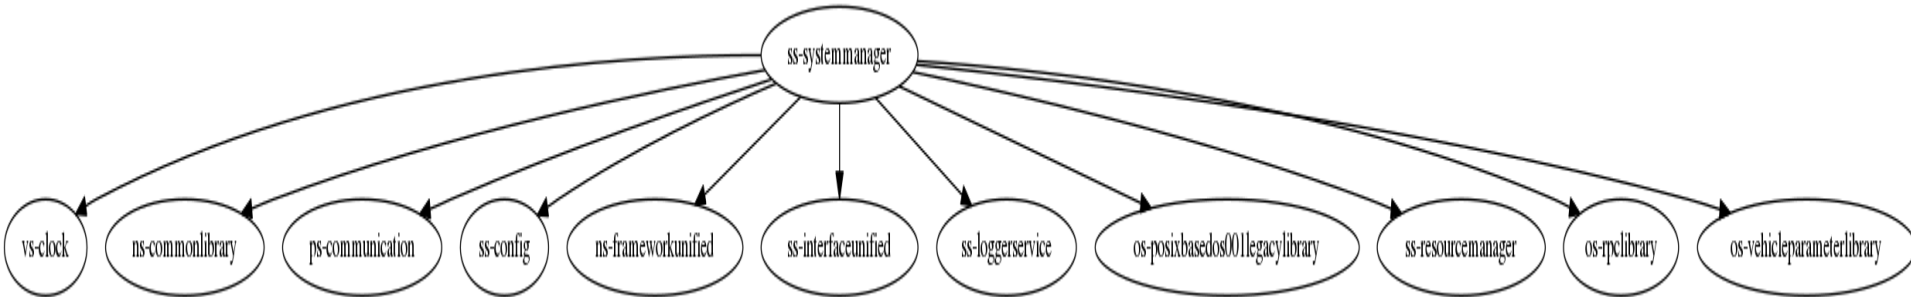 ss-systemmanager
vs-clock
ns-commonlibrary
ps-communication
ss-config
ns-frameworkunified
ss-interfaceunified
ss-loggerservice
os-posixbasedos001legacylibrary
ss-resourcemanager
os-rpclibrary
os-vehicleparameterlibrary